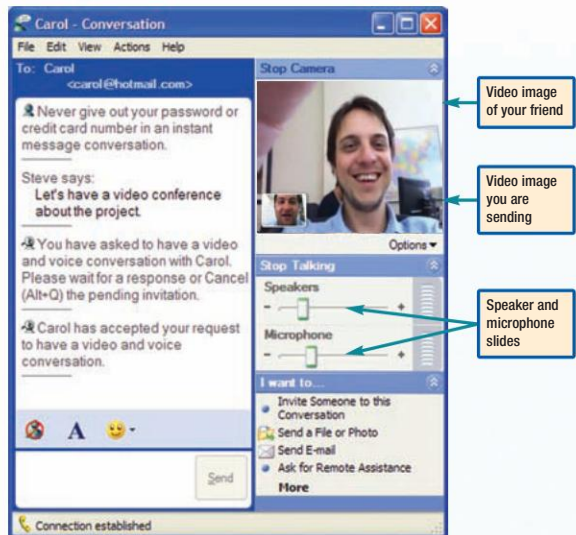 Carol - Conversation
File Edit View Actions Help
To: Carol
<carol@hotmail.com>
Never give out your password or
credit card number in an instant
message conversation.
Steve says:
Let's have a video conference
about the project.
You have asked to have a video
and voice conversation with Carol.
Please wait for a response or Cancel
(Alt+Q) the pending invitation.
Carol has accepted your request
to have a video and voice
conversation.
A
Send
Connection established
Stop Camera
Options
Stop Talking
Speakers
- +
Microphone
- +
I want to...
Invite Someone to this
Conversation
Send a File or Photo
Send E-mail
Ask for Remote Assistance
More
Video image
of your friend
Video image
you are
sending
Speaker and
microphone
slides